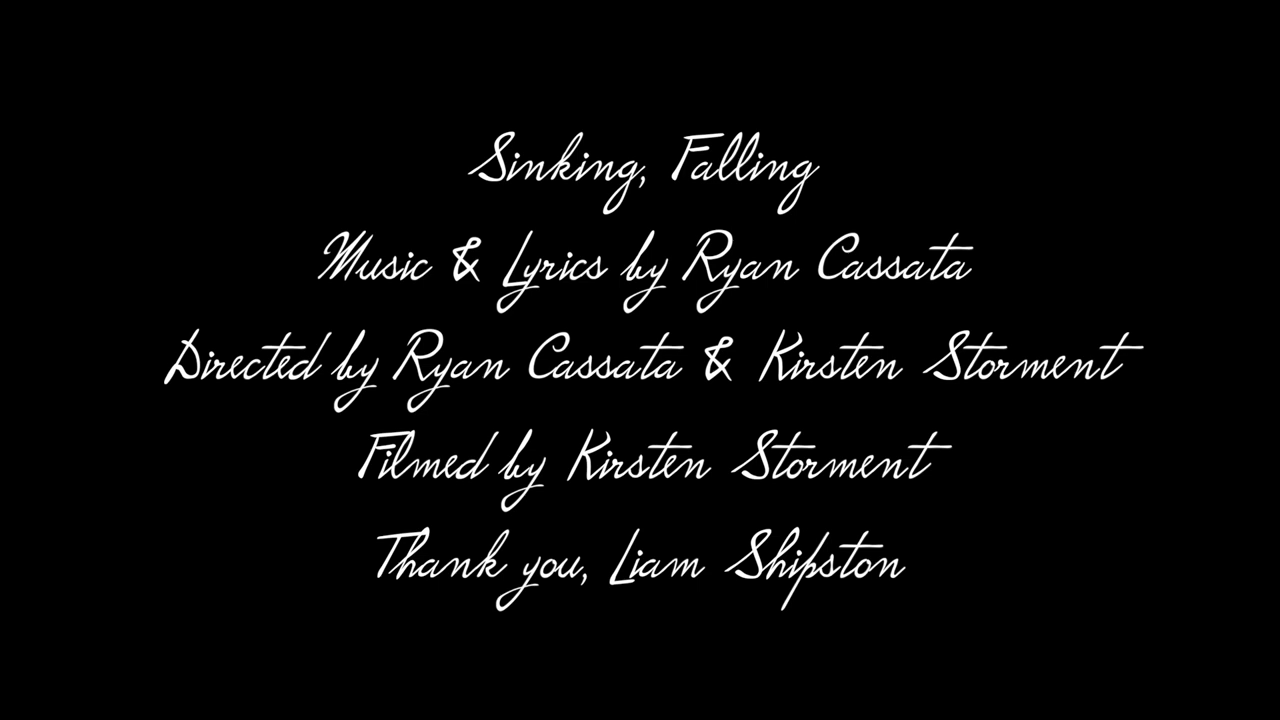 Sinking, Falling
Music & Lyrics by Ryan Cassata
Directed by Ryan Cassata & Kirsten Storment
Filmed by Kirsten Storment
Thank you, Liam Shipston